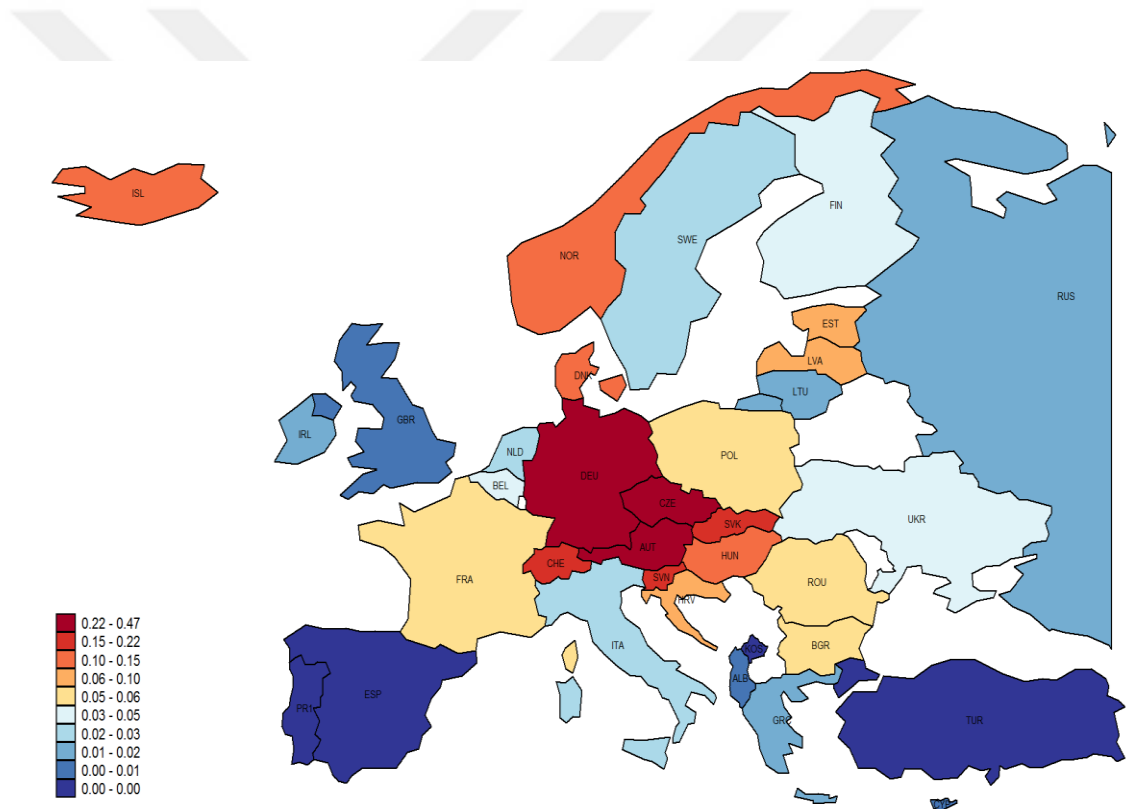 ISL
FIN
SWE
NOR
RUS
EST
LVA
DNK
LTU
GBR
IRL
NLD
POL
DEU
BEL
CZE
UKR
SVK
AUT
HUN
CHE
SVN
FRA
ROU
HRV
BGR
ITA
KOS
ALB
ESP
PR1
GRC
TUR
CYP
0.22 - 0.47
0.15 - 0.22
0.10 - 0.15
0.06 - 0.10
0.05 - 0.06
0.03 - 0.05
0.02 - 0.03
0.01 - 0.02
0.00 - 0.01
0.00 - 0.00